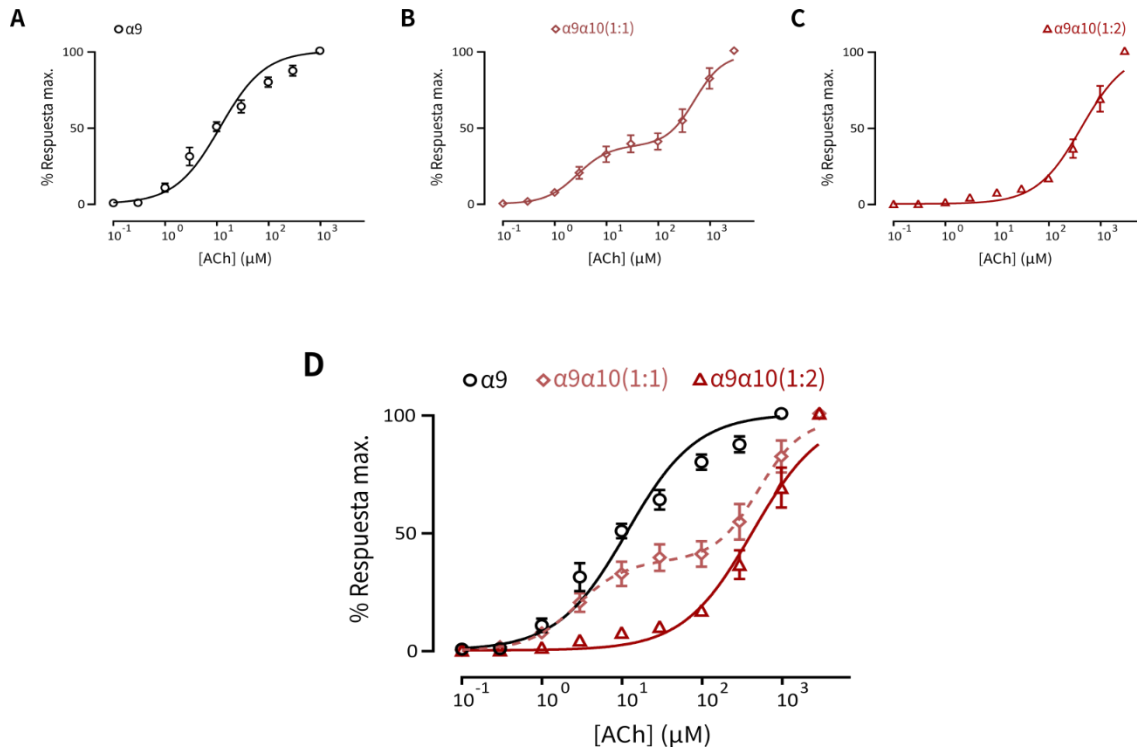 A
α9
% Respuesta max.
100
50
0
10⁻¹ 10⁰ 10¹ 10² 10³
[ACh] (μM)
B
α9α10(1:1)
% Respuesta max.
100
50
0
10⁻¹ 10⁰ 10¹ 10² 10³
[ACh] (μM)
C
α9α10(1:2)
% Respuesta max.
100
50
0
10⁻¹ 10⁰ 10¹ 10² 10³
[ACh] (μM)
D
α9 α9α10(1:1) α9α10(1:2)
% Respuesta max.
100
50
0
10⁻¹ 10⁰ 10¹ 10² 10³
[ACh] (μM)